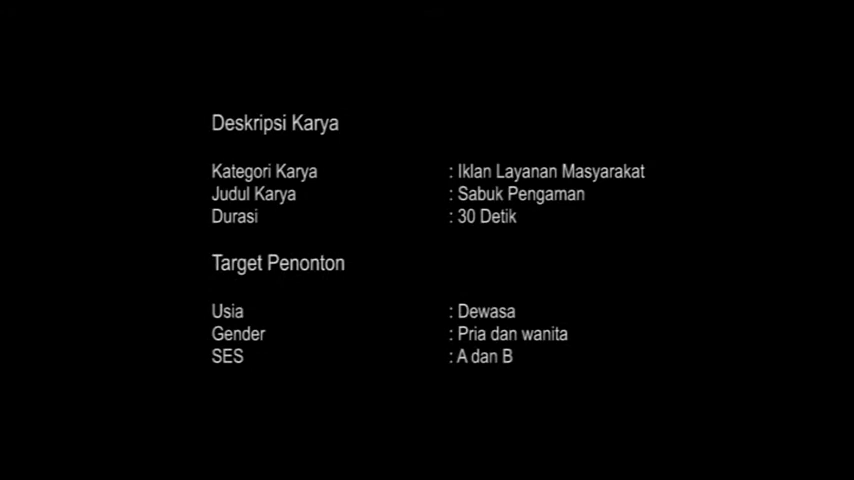 Deskripsi Karya
Kategori Karya : Iklan Layanan Masyarakat
Judul Karya : Sabuk Pengaman
Durasi : 30 Detik
Target Penonton
Usia : Dewasa
Gender : Pria dan wanita
SES : A dan B